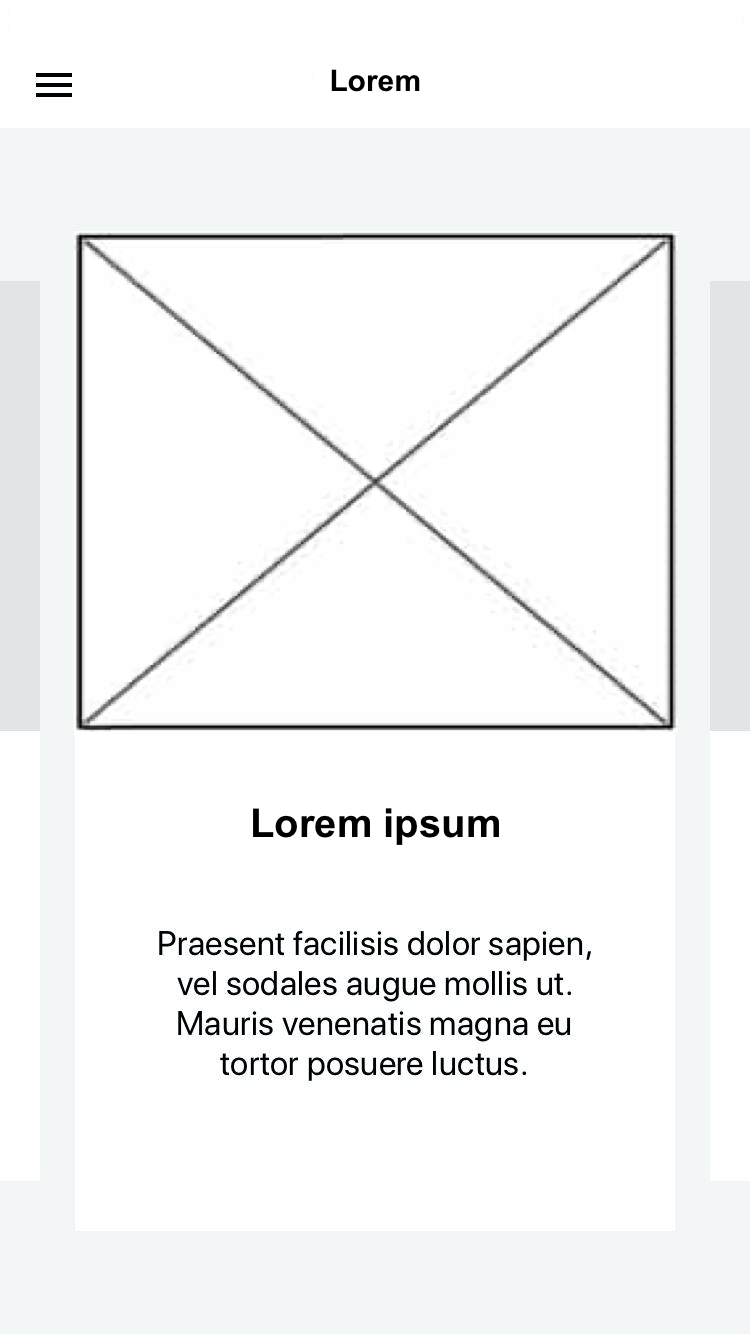 Lorem
Lorem ipsum
Praesent facilisis dolor sapien,
vel sodales augue mollis ut.
Mauris venenatis magna eu
tortor posuere luctus.